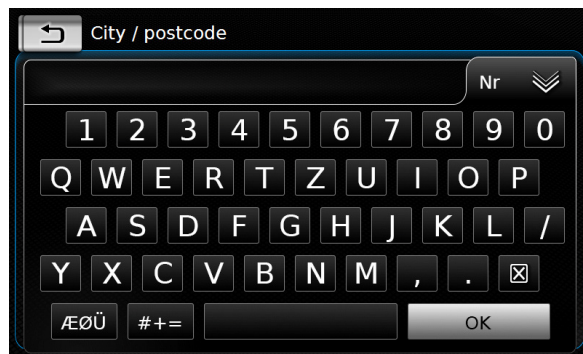 City / postcode
Nr
1 2 3 4 5 6 7 8 9 0
Q W E R T Z U I O P
A S D F G H J K L /
Y X C V B N M , .
ÆØÜ #+= OK